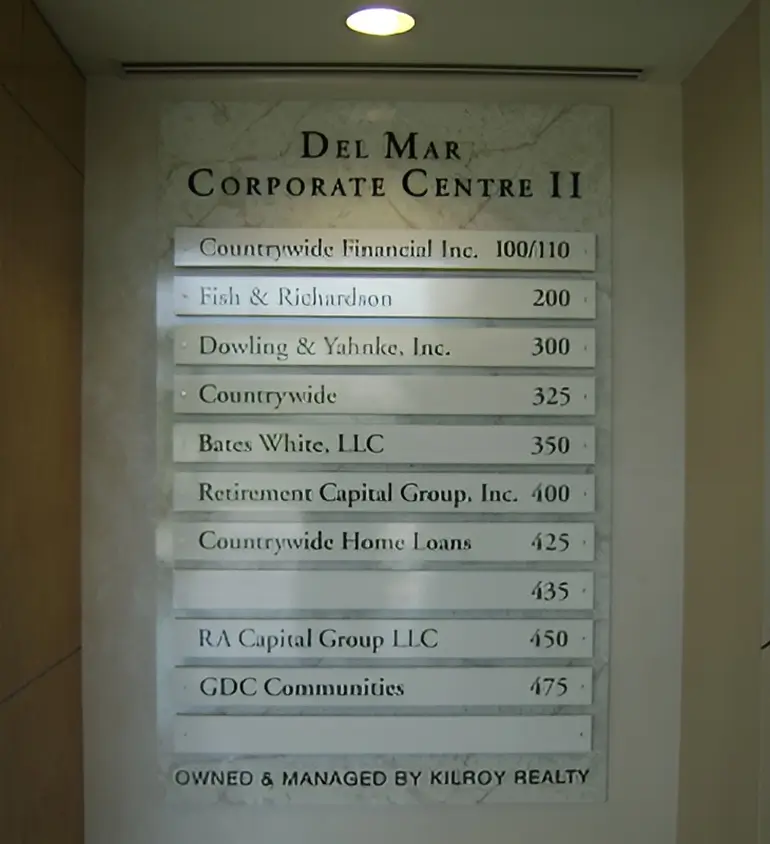 DEL MAR
CORPORATE CENTRE II
Countrywide Financial Inc. 100/110
Fish & Richardson 200
Dowling & Yahnke, Inc. 300
Countrywide 325
Bates White, LLC 350
Retirement Capital Group, Inc. 400
Countrywide Home Loans 425
435
RA Capital Group LLC 450
GDC Communities 475
OWNED & MANAGED BY KILROY REALTY